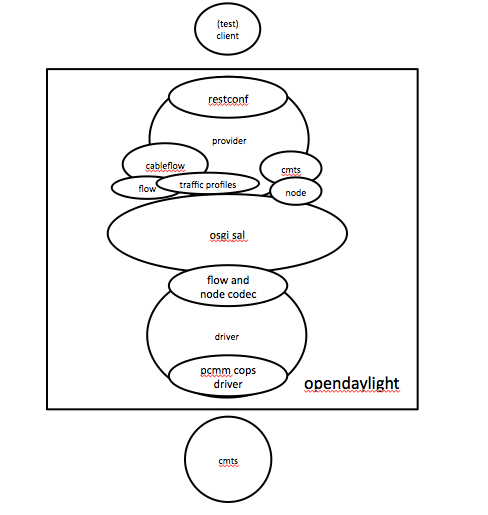 (test)
client
restconf
provider
cableflow
cmts
flow
traffic profiles
node
osgi sal
flow and
node codec
driver
pcmm cops
driver
opendaylight
cmts